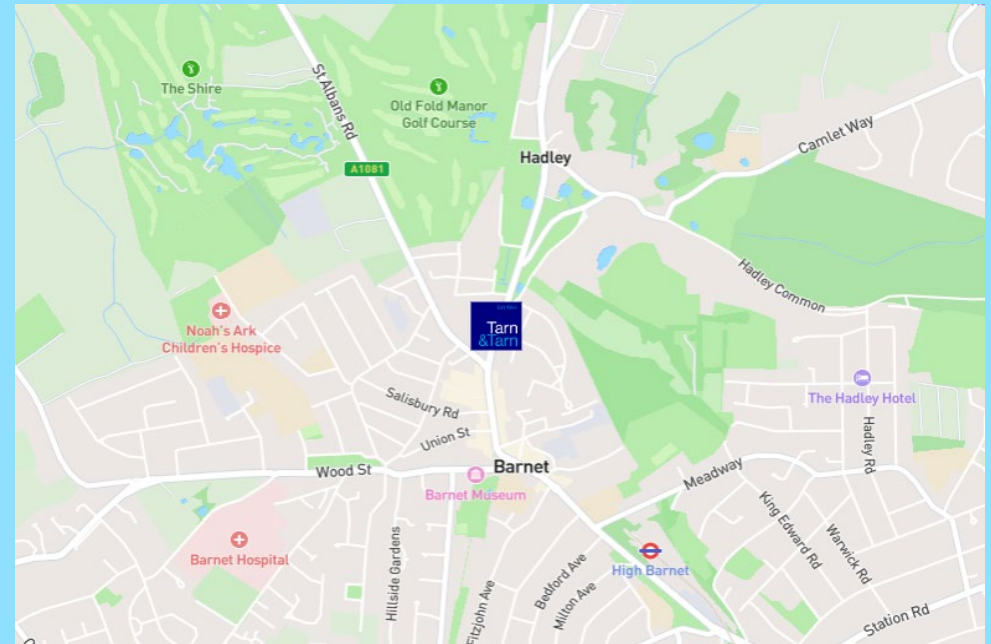 The Shire
St Albans Rd
Old Fold Manor
Golf Course
A1081
Hadley
Camlet Way
Hadley Common
Noah's Ark
Children's Hospice
Tarn
&Tarn
The Hadley Hotel
Salisbury Rd
Union St
Hadley Rd
Wood St
Barnet
Meadway
Barnet Museum
King Edward Rd
Warwick Rd
Barnet Hospital
Hillside Gardens
Bedford Ave
Milton Ave
High Barnet
Fitzjohn Ave
Station Rd